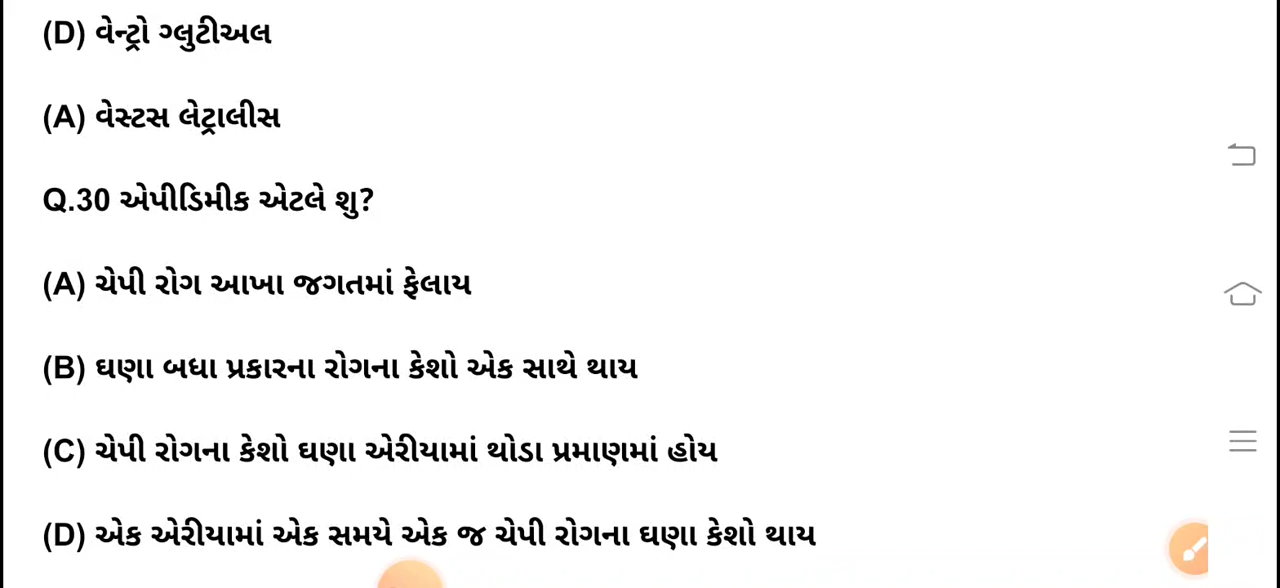 (D) વેન્ટ્રો ગ્લુટીઅલ
(A) વેસ્ટસ લેટ્રાલીસ
Q.30 એપીડિમીક એટલે શુ?
(A) ચેપી રોગ આખા જગતમાં ફેલાય
(B) ઘણા બધા પ્રકારના રોગના કેશો એક સાથે થાય
(C) ચેપી રોગના કેશો ઘણા એરીયામાં થોડા પ્રમાણમાં હોય
(D) એક એરીયામાં એક સમયે એક જ ચેપી રોગના ઘણા કેશો થાય